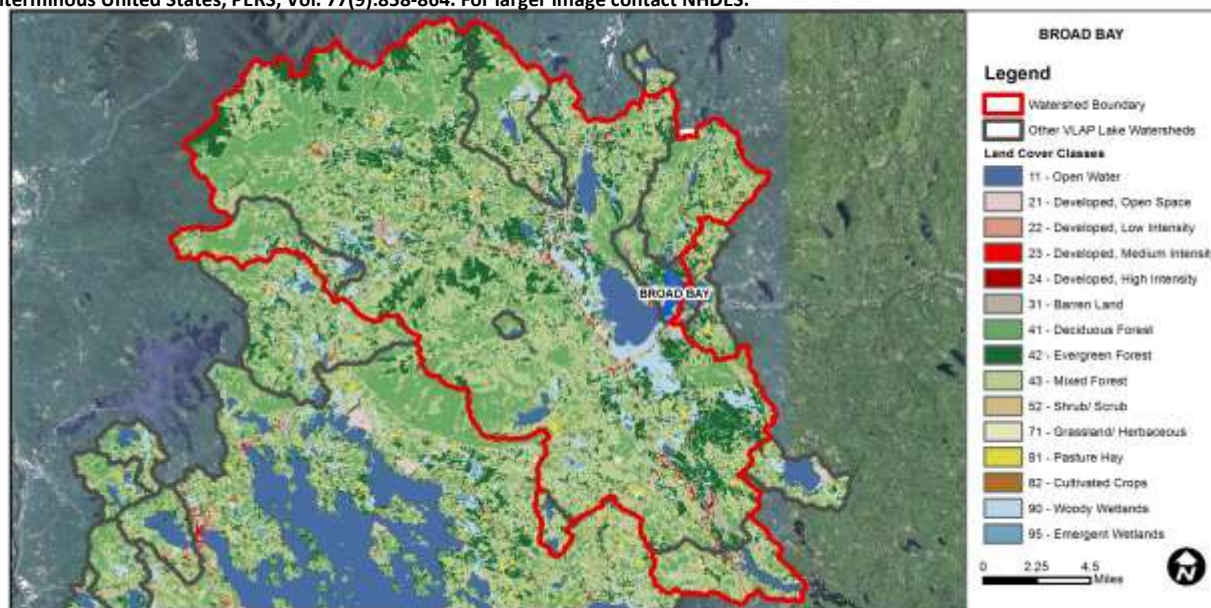 terminous United States, PERS, Vol. 77(9):858-864. For larger image contact NHDES.
BROAD BAY
Legend
Watershed Boundary
Other VLAP Lake Watersheds
Land Cover Classes
11 - Open Water
21 - Developed, Open Space
22 - Developed, Low Intensity
23 - Developed, Medium Intensit
24 - Developed, High Intensity
31 - Barren Land
41 - Deciduous Forest
42 - Evergreen Forest
43 - Mixed Forest
52 - Shrub/ Scrub
71 - Grassland/ Herbaceous
81 - Pasture Hay
82 - Cultivated Crops
90 - Woody Wetlands
95 - Emergent Wetlands
0 2.25 4.5
Miles
N
BROAD BAY